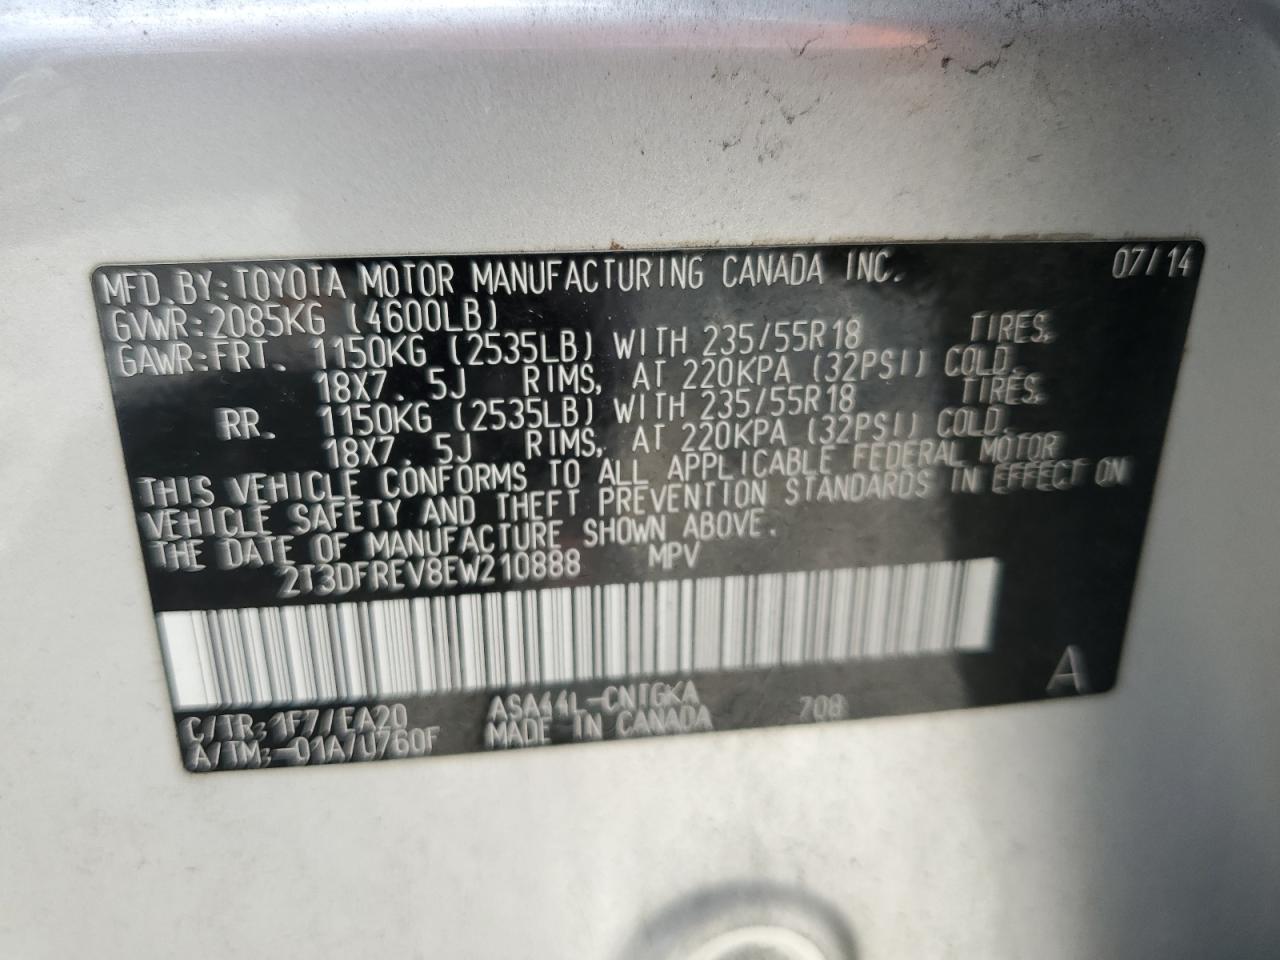 MFD.BY:TOYOTA MOTOR MANUFACTURING CANADA INC. 07/14
GVWR:2085KG (4600LB)
GAWR:FRT. 1150KG (2535LB) WITH 235/55R18 TIRES,
18X7.5J RIMS, AT 220KPA (32PSI) COLD.
RR. 1150KG (2535LB) WITH 235/55R18 TIRES,
18X7.5J RIMS, AT 220KPA (32PSI) COLD.
THIS VEHICLE CONFORMS TO ALL APPLICABLE FEDERAL MOTOR
VEHICLE SAFETY AND THEFT PREVENTION STANDARDS IN EFFECT ON
THE DATE OF MANUFACTURE SHOWN ABOVE.
2T3DFREV8EW210888 MPV
A
C/TR:1F7/EA20 ASA44L-CNTGKA 708
A/TM:-01A/U760F MADE IN CANADA